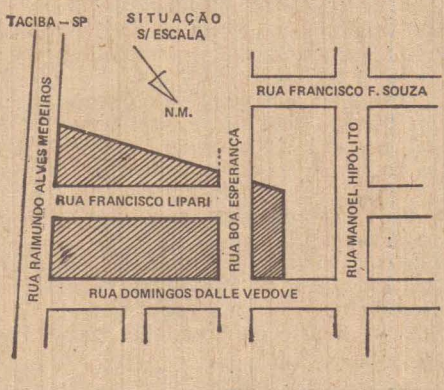 TACIBA – SP
SITUAÇÃO
S/ ESCALA
N.M.
RUA FRANCISCO F. SOUZA
RUA RAIMUNDO ALVES MEDEIROS
RUA FRANCISCO LIPARI
RUA BOA ESPERANÇA
RUA MANOEL HIPÓLITO
RUA DOMINGOS DALLE VEDOVE